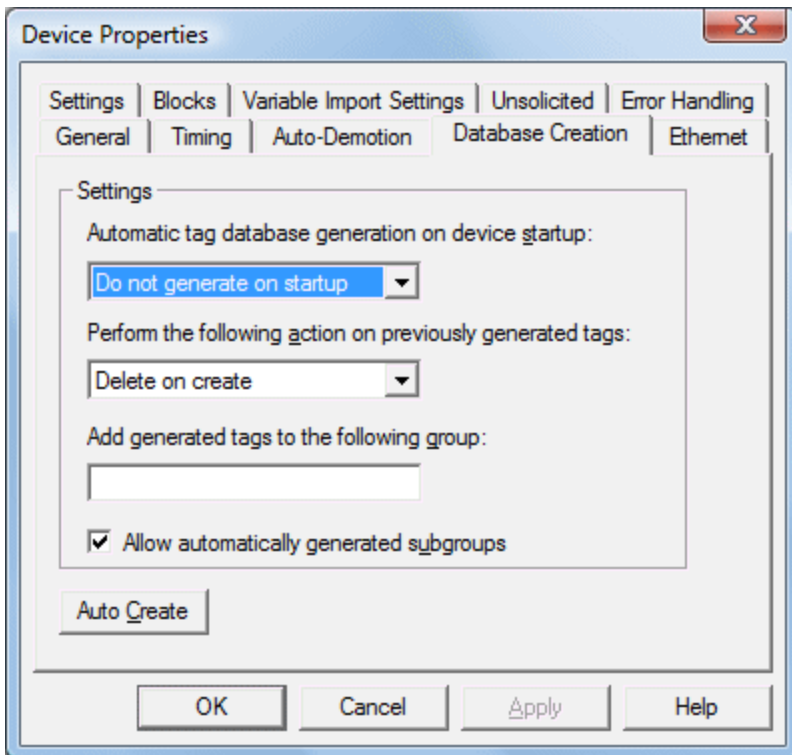 Device Properties
X
Settings Blocks Variable Import Settings Unsolicited Error Handling
General Timing Auto-Demotion Database Creation Ethernet
Settings
Automatic tag database generation on device startup:
Do not generate on startup
Perform the following action on previously generated tags:
Delete on create
Add generated tags to the following group:
Allow automatically generated subgroups
Auto Create
OK Cancel Apply Help